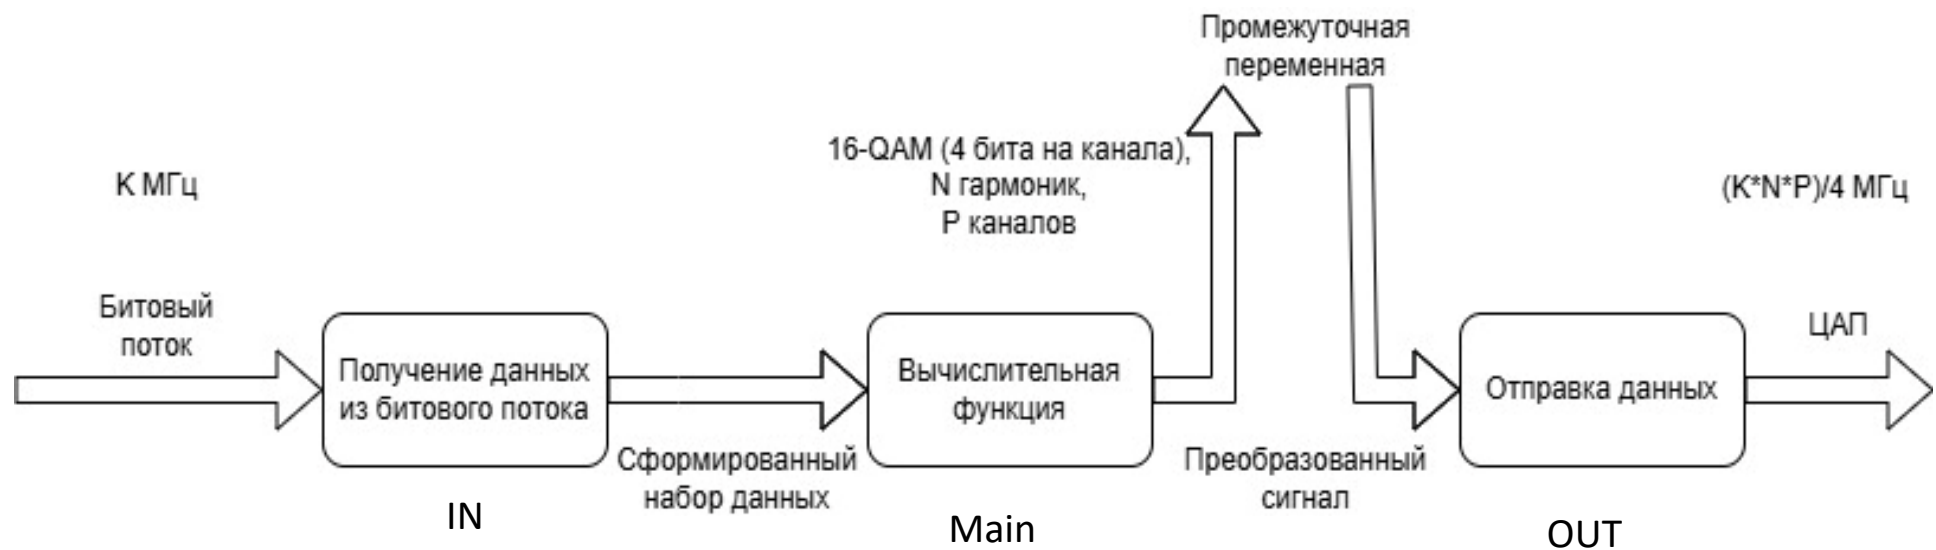 Промежуточная
переменная
16-QAM (4 бита на канала),
N гармоник,
P каналов
K МГц
(K*N*P)/4 МГц
Битовый
поток
ЦАП
Получение данных
из битового потока
Вычислительная
функция
Отправка данных
Сформированный
набор данных
Преобразованный
сигнал
IN
Main
OUT